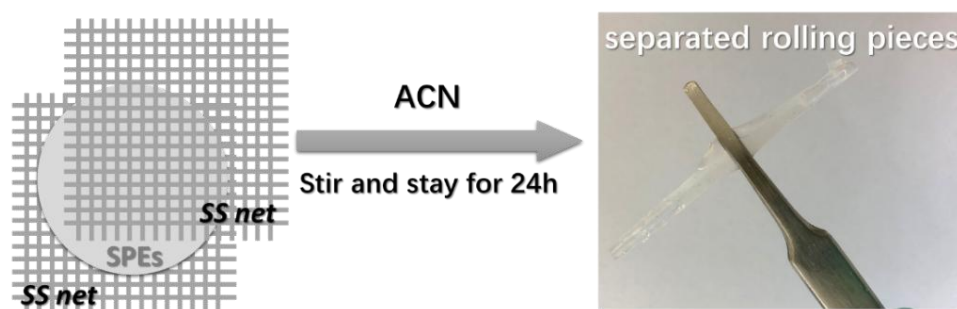 SS net
SPEs
SS net
ACN
Stir and stay for 24h
separated rolling pieces